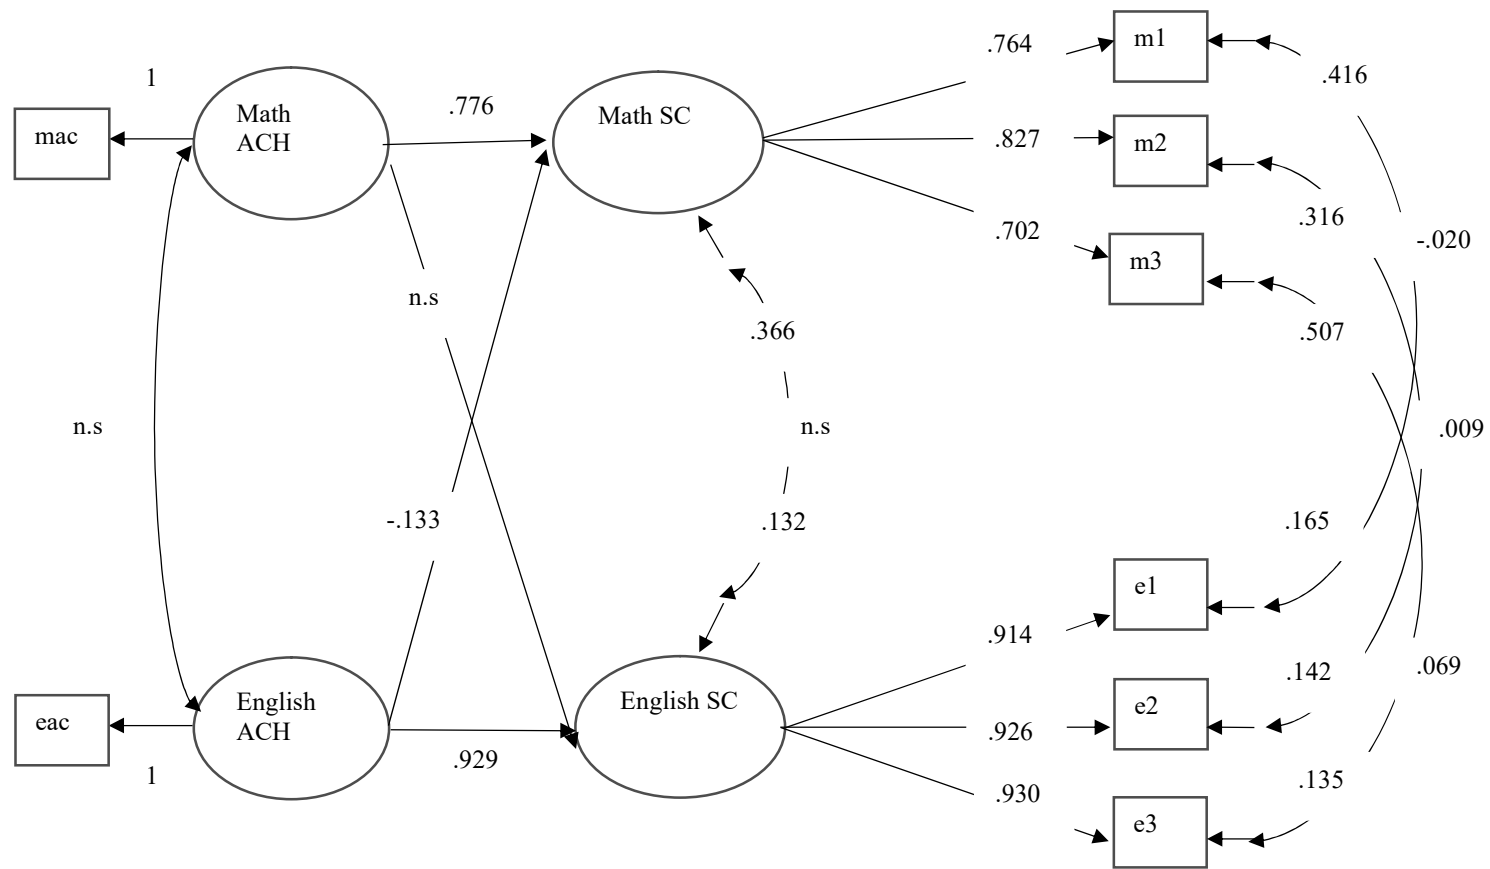 .764
m1
.416
1
Math
ACH
.776
Math SC
mac
.827
m2
.316
.702
-.020
m3
n.s
.366
.507
n.s
n.s
.009
-.133
.132
.165
e1
.914
.142
.069
English
ACH
English SC
eac
e2
.926
.929
1
.930
.135
e3